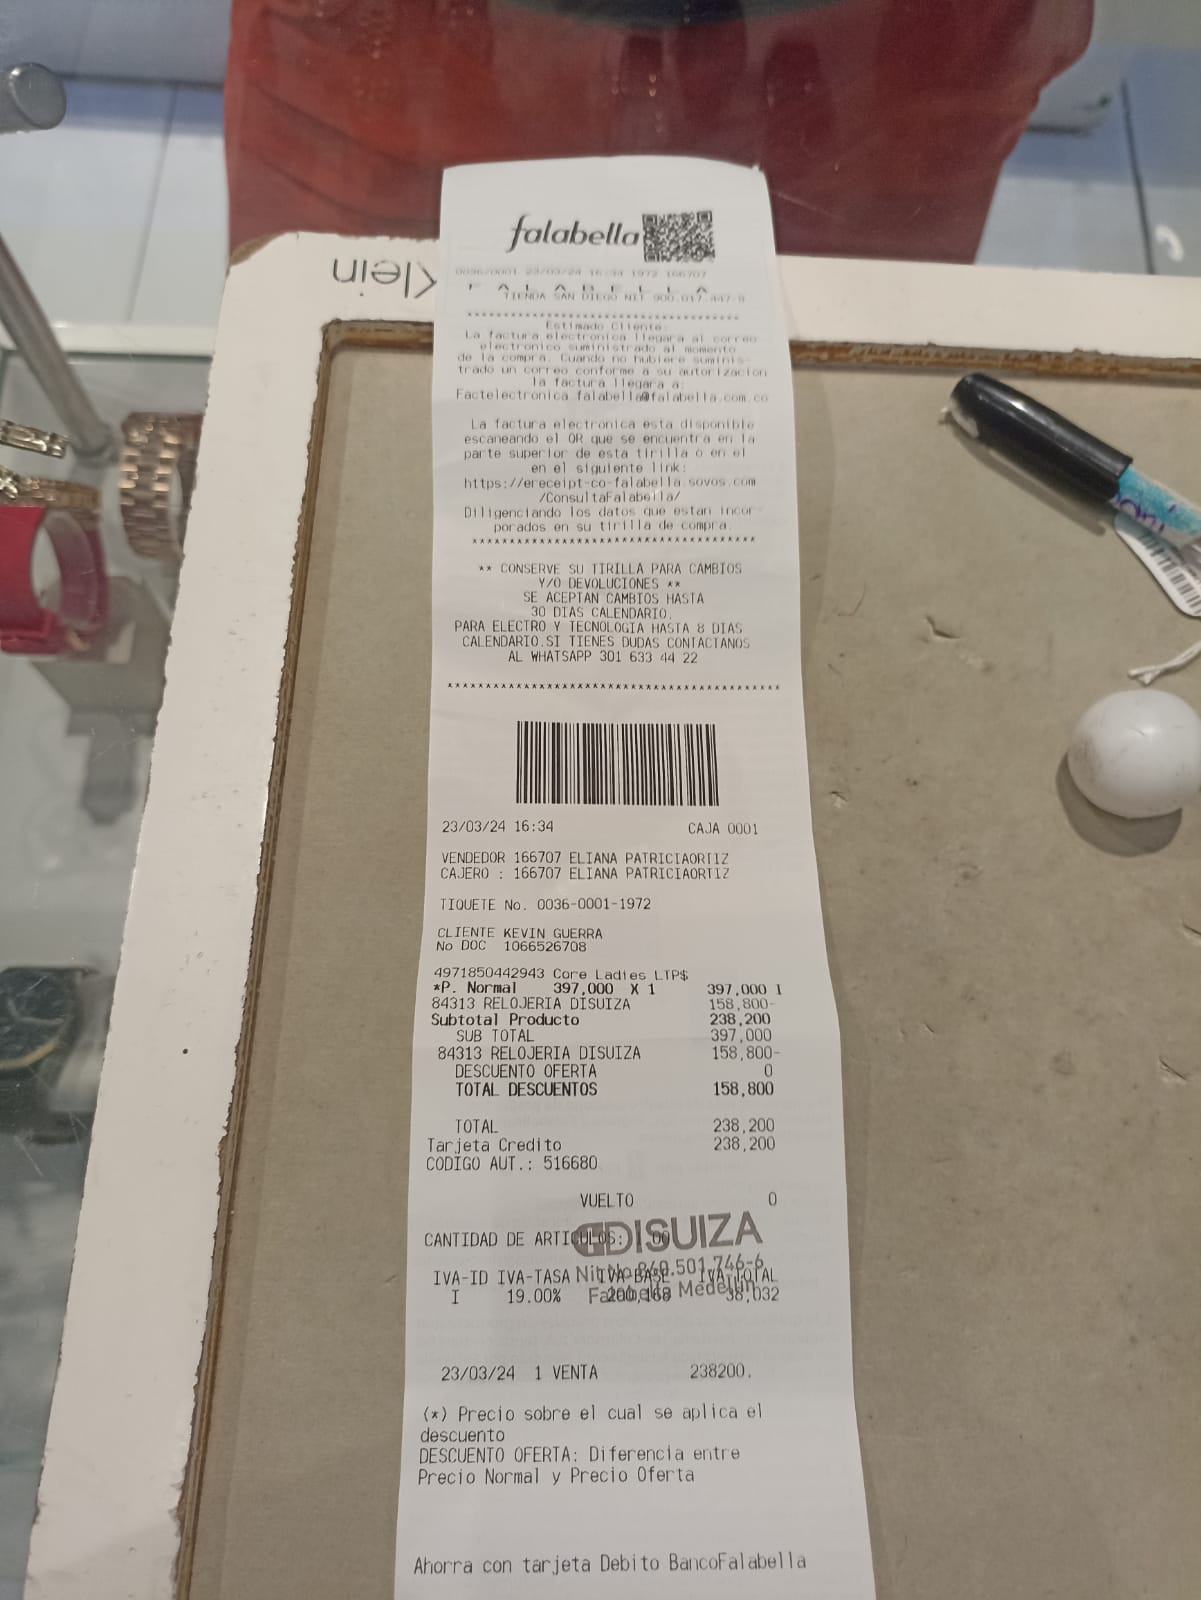 Klein
falabella
0036/0001 23/03/24 16:34 1972 166707
F A L A B E L L A
TIENDA SAN DIEGO NIT 900.017.447-8
Estimado Cliente:
La factura electronica llegara al correo
electronico suministrado al momento
de la compra. Cuando no hubiere suminis-
trado un correo conforme a su autorizacion
la factura llegara a:
Factelectronica.falabella@falabella.com.co
La factura electronica esta disponible
escaneando el QR que se encuentra en la
parte superior de esta tirilla o en el
en el siguiente link:
https://ereceipt-co-falabella.sovos.com
/ConsultaFalabella/
Diligenciando los datos que estan incor-
porados en su tirilla de compra.
** CONSERVE SU TIRILLA PARA CAMBIOS
Y/O DEVOLUCIONES **
SE ACEPTAN CAMBIOS HASTA
30 DIAS CALENDARIO.
PARA ELECTRO Y TECNOLOGIA HASTA 8 DIAS
CALENDARIO.SI TIENES DUDAS CONTACTANOS
AL WHATSAPP 301 633 44 22
23/03/24 16:34 CAJA 0001
VENDEDOR 166707 ELIANA PATRICIAORTIZ
CAJERO : 166707 ELIANA PATRICIAORTIZ
TIQUETE No. 0036-0001-1972
CLIENTE KEVIN GUERRA
No DOC 1066526708
4971850442943 Core Ladies LTP$
*P. Normal 397,000 X 1 397,000 I
84313 RELOJERIA DISUIZA 158,800-
Subtotal Producto 238,200
SUB TOTAL 397,000
84313 RELOJERIA DISUIZA 158,800-
DESCUENTO OFERTA 0
TOTAL DESCUENTOS 158,800
TOTAL 238,200
Tarjeta Credito 238,200
CODIGO AUT.: 516680
VUELTO 0
DISUIZA
CANTIDAD DE ARTICULOS:
Nit No 860.501.746-6
IVA-ID IVA-TASA IVA-BASE IVA-TOTAL
Falabella Medellin
I 19.00% 200,168 38,032
23/03/24 1 VENTA 238200.
(*) Precio sobre el cual se aplica el
descuento
DESCUENTO OFERTA: Diferencia entre
Precio Normal y Precio Oferta
Ahorra con tarjeta Debito BancoFalabella